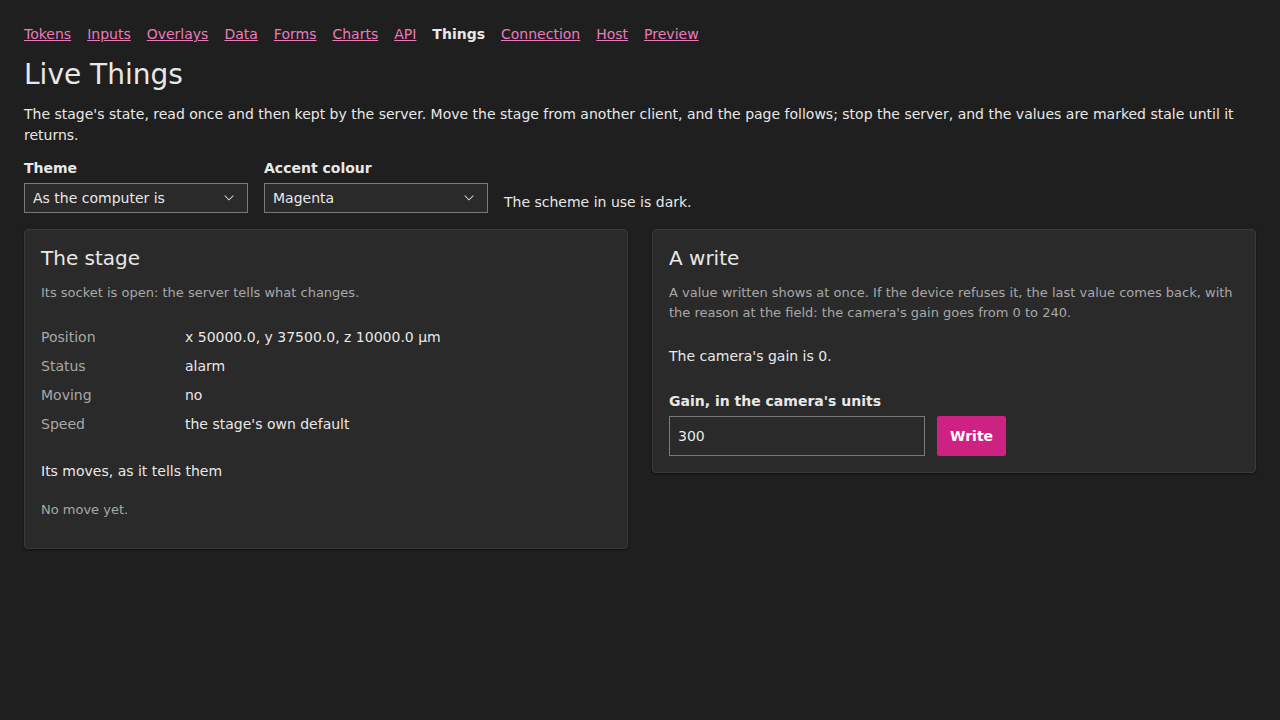 Tokens Inputs Overlays Data Forms Charts API Things Connection Host Preview
Live Things
The stage's state, read once and then kept by the server. Move the stage from another client, and the page follows; stop the server, and the values are marked stale until it
returns.
Theme
Accent colour
As the computer is
Magenta
The scheme in use is dark.
The stage
Its socket is open: the server tells what changes.
Position x 50000.0, y 37500.0, z 10000.0 µm
Status alarm
Moving no
Speed the stage's own default
Its moves, as it tells them
No move yet.
A write
A value written shows at once. If the device refuses it, the last value comes back, with
the reason at the field: the camera's gain goes from 0 to 240.
The camera's gain is 0.
Gain, in the camera's units
300
Write